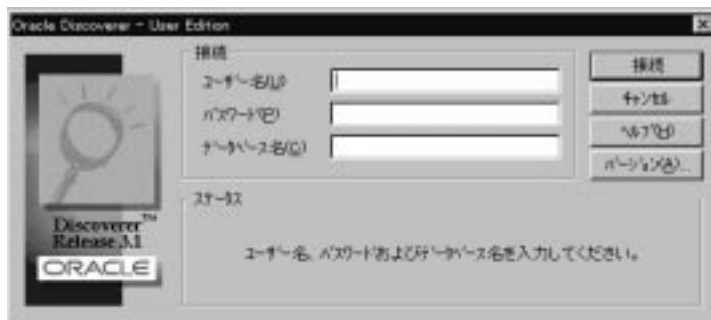 Oracle Discoverer - User Edition
接続
ユーザー名(U)
パスワード(P)
データベース名(C)
接続
キャンセル
ヘルプ(H)
バージョン(A)...
ステータス
ユーザー名、パスワードおよびデータベース名を入力してください。
Discoverer™
Release 3.1
ORACLE